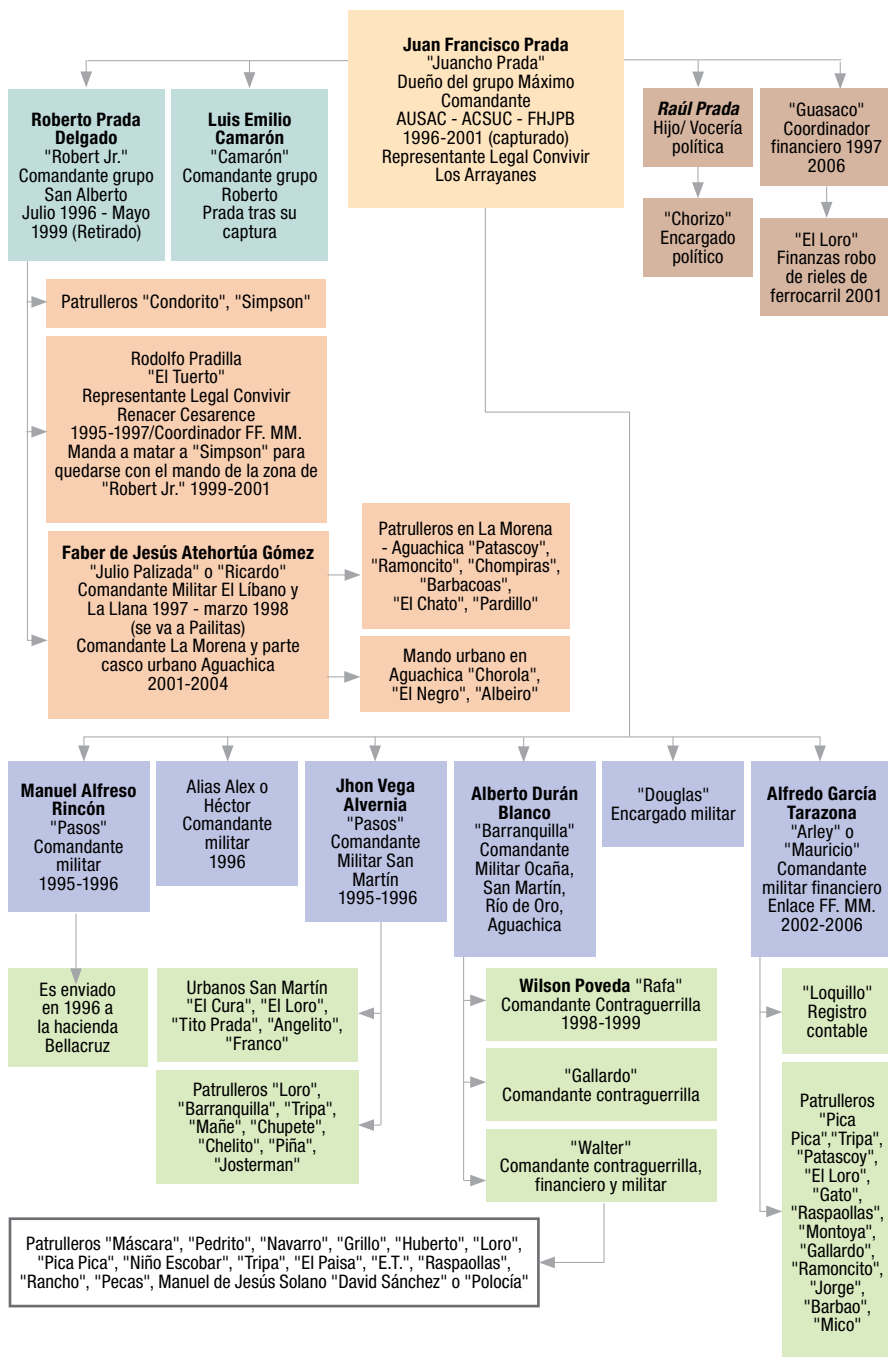 Juan Francisco Prada
"Juancho Prada"
Dueño del grupo Máximo
Comandante
AUSAC - ACSUC - FHJPB
1996-2001 (capturado)
Representante Legal Convivir
Los Arrayanes
Roberto Prada
Delgado
"Robert Jr."
Comandante grupo
San Alberto
Julio 1996 - Mayo
1999 (Retirado)
Luis Emilio
Camarón
"Camarón"
Comandante grupo
Roberto
Prada tras su
captura
Raúl Prada
Hijo/ Vocería
política
"Guasaco"
Coordinador
financiero 1997
2006
"Chorizo"
Encargado
político
"El Loro"
Finanzas robo
de rieles de
ferrocarril 2001
Patrulleros "Condorito", "Simpson"
Rodolfo Pradilla
"El Tuerto"
Representante Legal Convivir
Renacer Cesarence
1995-1997/Coordinador FF. MM.
Manda a matar a "Simpson" para
quedarse con el mando de la zona de
"Robert Jr." 1999-2001
Faber de Jesús Atehortúa Gómez
"Julio Palizada" o "Ricardo"
Comandante Militar El Líbano y
La Llana 1997 - marzo 1998
(se va a Pailitas)
Comandante La Morena y parte
casco urbano Aguachica
2001-2004
Patrulleros en La Morena
- Aguachica "Patascoy",
"Ramoncito", "Chompiras",
"Barbacoas",
"El Chato", "Pardillo"
Mando urbano en
Aguachica "Chorola",
"El Negro", "Albeiro"
Manuel Alfreso
Rincón
"Pasos"
Comandante
militar
1995-1996
Alias Alex o
Héctor
Comandante
militar
1996
Jhon Vega
Alvernia
"Pasos"
Comandante
Militar San
Martín
1995-1996
Alberto Durán
Blanco
"Barranquilla"
Comandante
Militar Ocaña,
San Martín,
Río de Oro,
Aguachica
"Douglas"
Encargado militar
Alfredo García
Tarazona
"Arley" o
"Mauricio"
Comandante
militar financiero
Enlace FF. MM.
2002-2006
Es enviado
en 1996 a
la hacienda
Bellacruz
Urbanos San Martín
"El Cura", "El Loro",
"Tito Prada", "Angelito",
"Franco"
Patrulleros "Loro",
"Barranquilla", "Tripa",
"Mañe", "Chupete",
"Chelito", "Piña",
"Josterman"
Wilson Poveda "Rafa"
Comandante Contraguerrilla
1998-1999
"Gallardo"
Comandante contraguerrilla
"Walter"
Comandante contraguerrilla,
financiero y militar
"Loquillo"
Registro
contable
Patrulleros
"Pica
Pica","Tripa",
"Patascoy",
"El Loro",
"Gato",
"Raspaollas",
"Montoya",
"Gallardo",
"Ramoncito",
"Jorge",
"Barbao",
"Mico"
Patrulleros "Máscara", "Pedrito", "Navarro", "Grillo", "Huberto", "Loro",
"Pica Pica", "Niño Escobar", "Tripa", "El Paisa", "E.T.", "Raspaollas",
"Rancho", "Pecas", Manuel de Jesús Solano "David Sánchez" o "Polocía"